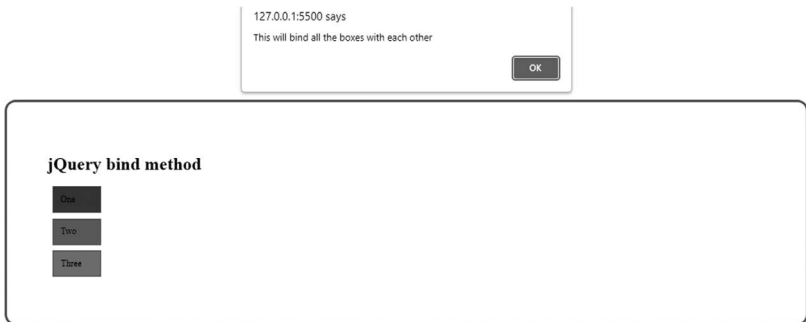 127.0.0.1:5500 says
This will bind all the boxes with each other
OK
jQuery bind method
One
Two
Three